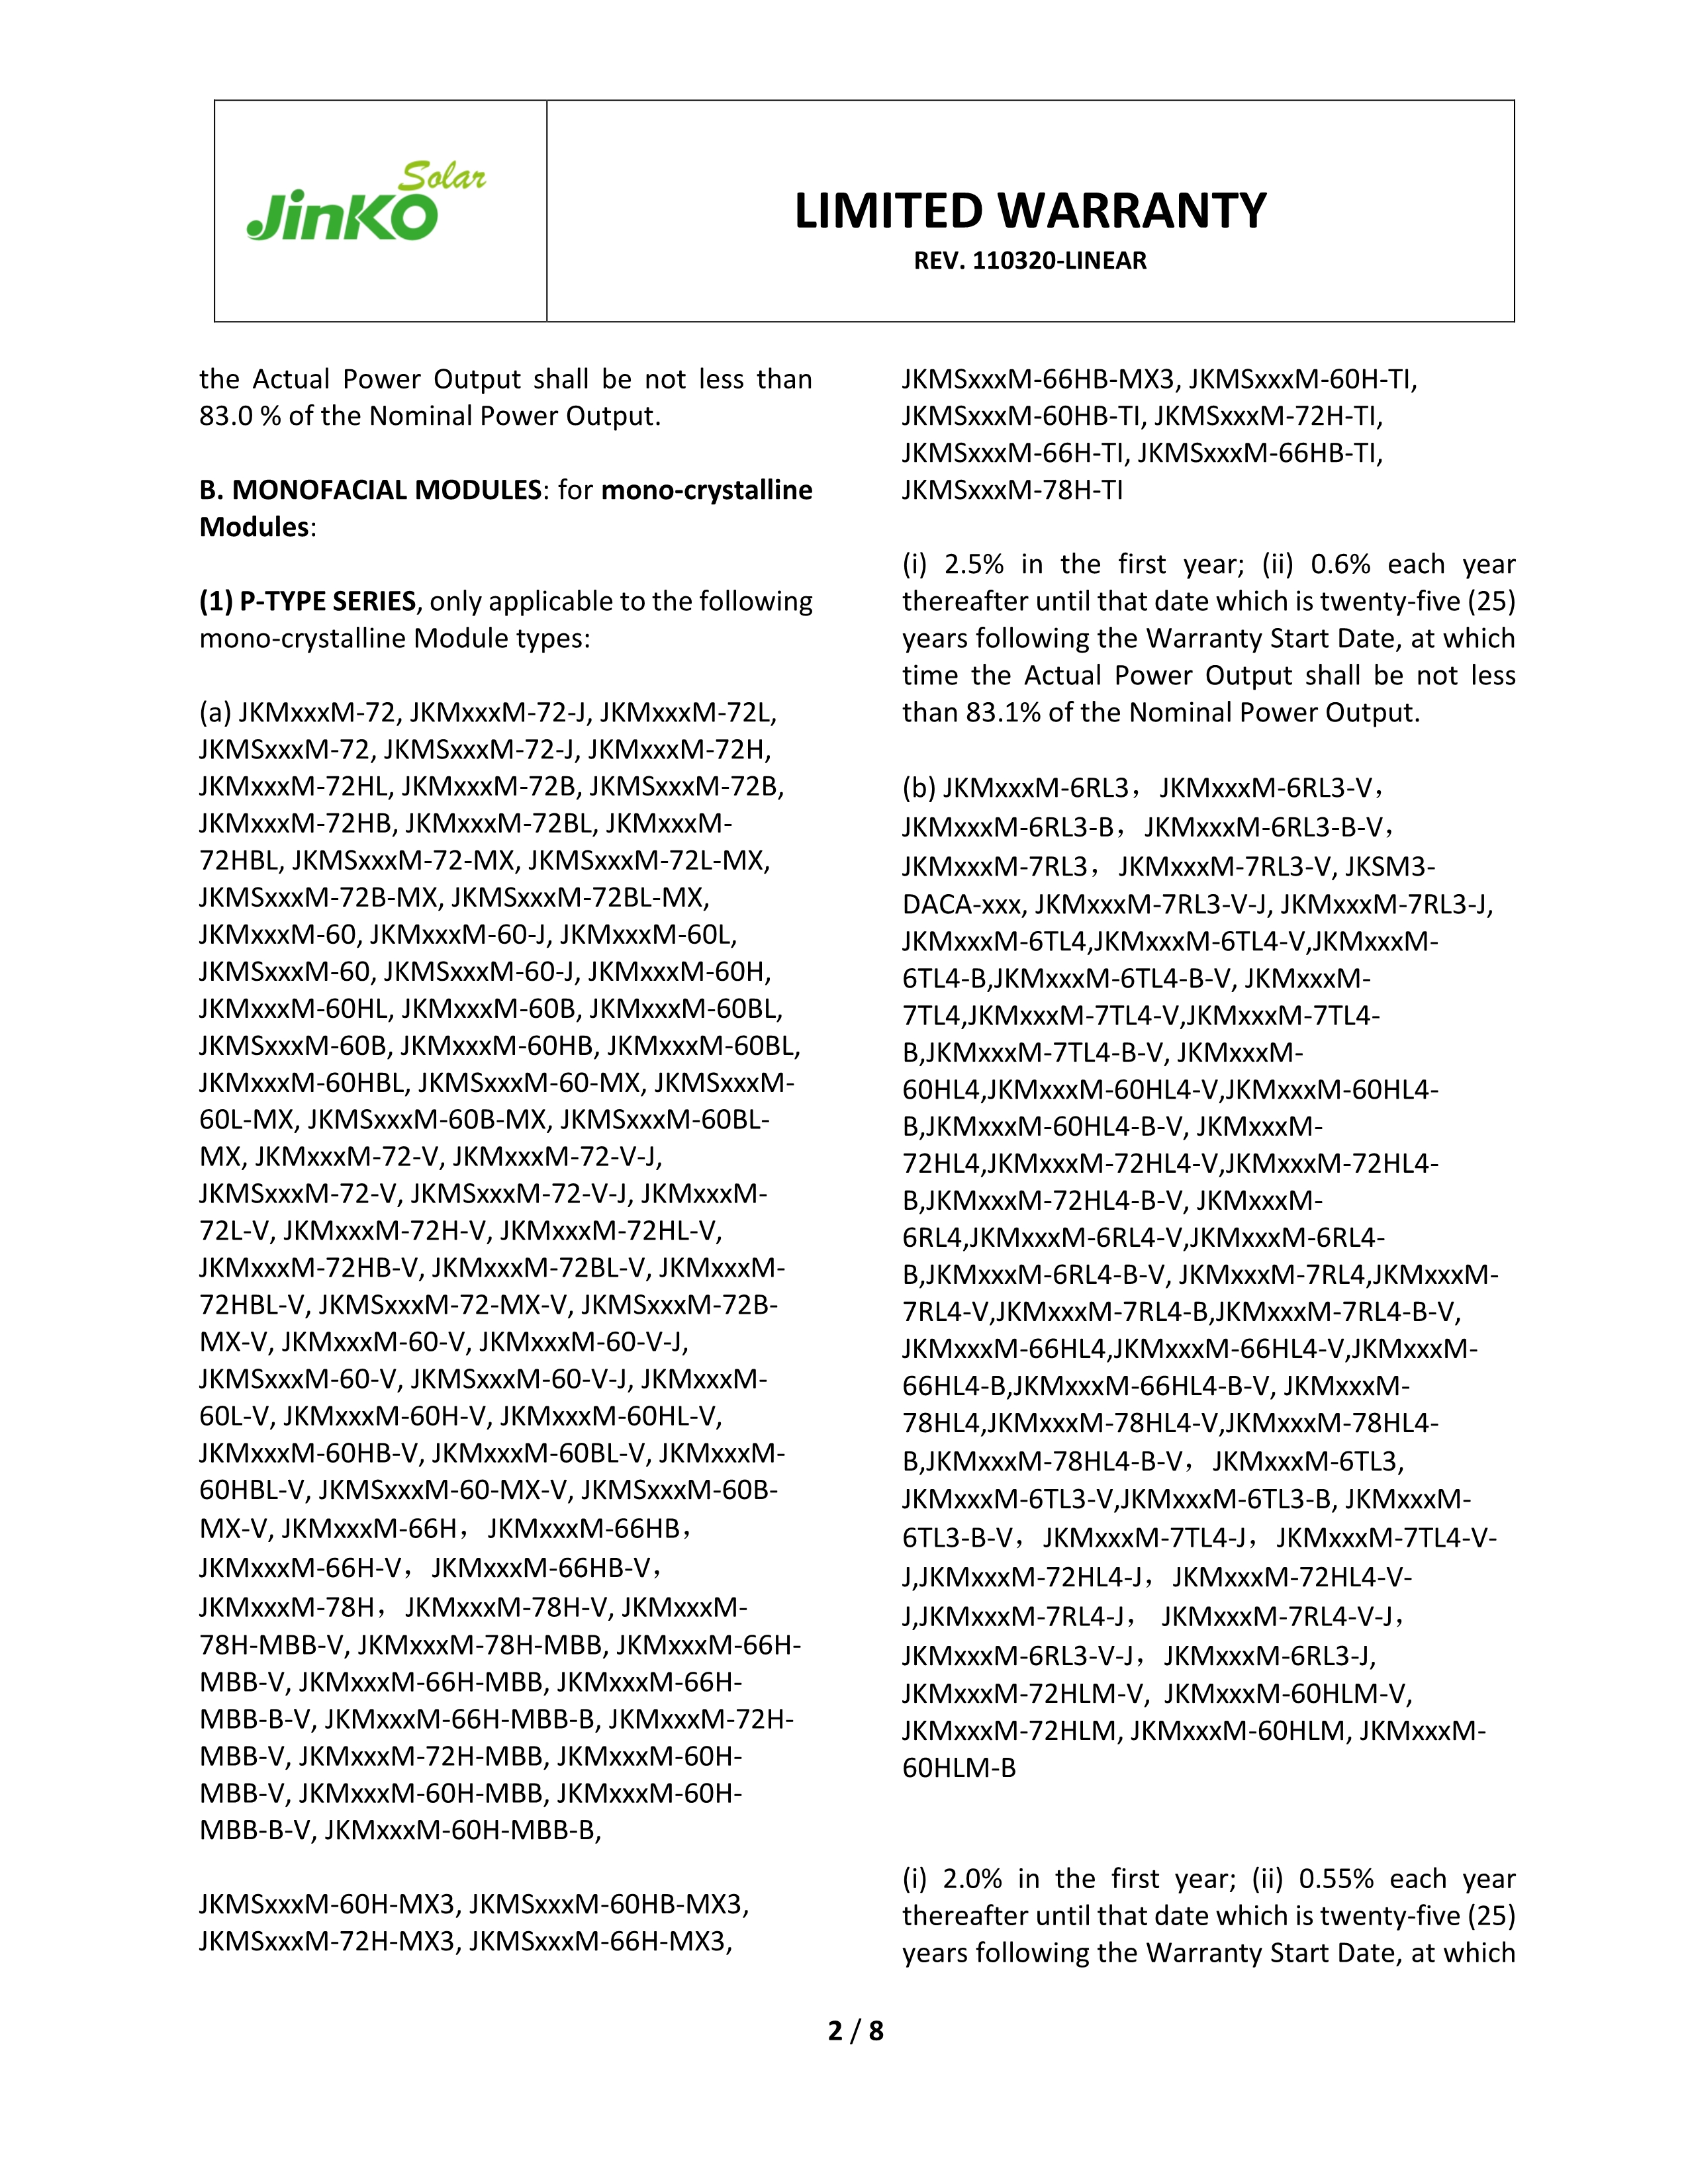 Solar
JinKO
LIMITED WARRANTY
REV. 110320-LINEAR
the Actual Power Output shall be not less than
83.0 % of the Nominal Power Output.
B. MONOFACIAL MODULES: for mono-crystalline
Modules:
(1) P-TYPE SERIES, only applicable to the following
mono-crystalline Module types:
(a) JKMxxxM-72, JKMxxxM-72-J, JKMxxxM-72L,
JKMSxxxM-72, JKMSxxxM-72-J, JKMxxxM-72H,
JKMxxxM-72HL, JKMxxxM-72B, JKMSxxxM-72B,
JKMxxxM-72HB, JKMxxxM-72BL, JKMxxxM-
72HBL, JKMSxxxM-72-MX, JKMSxxxM-72L-MX,
JKMSxxxM-72B-MX, JKMSxxxM-72BL-MX,
JKMxxxM-60, JKMxxxM-60-J, JKMxxxM-60L,
JKMSxxxM-60, JKMSxxxM-60-J, JKMxxxM-60H,
JKMxxxM-60HL, JKMxxxM-60B, JKMxxxM-60BL,
JKMSxxxM-60B, JKMxxxM-60HB, JKMxxxM-60BL,
JKMxxxM-60HBL, JKMSxxxM-60-MX, JKMSxxxM-
60L-MX, JKMSxxxM-60B-MX, JKMSxxxM-60BL-
MX, JKMxxxM-72-V, JKMxxxM-72-V-J,
JKMSxxxM-72-V, JKMSxxxM-72-V-J, JKMxxxM-
72L-V, JKMxxxM-72H-V, JKMxxxM-72HL-V,
JKMxxxM-72HB-V, JKMxxxM-72BL-V, JKMxxxM-
72HBL-V, JKMSxxxM-72-MX-V, JKMSxxxM-72B-
MX-V, JKMxxxM-60-V, JKMxxxM-60-V-J,
JKMSxxxM-60-V, JKMSxxxM-60-V-J, JKMxxxM-
60L-V, JKMxxxM-60H-V, JKMxxxM-60HL-V,
JKMxxxM-60HB-V, JKMxxxM-60BL-V, JKMxxxM-
60HBL-V, JKMSxxxM-60-MX-V, JKMSxxxM-60B-
MX-V, JKMxxxM-66H， JKMxxxM-66HB，
JKMxxxM-66H-V， JKMxxxM-66HB-V，
JKMxxxM-78H， JKMxxxM-78H-V, JKMxxxM-
78H-MBB-V, JKMxxxM-78H-MBB, JKMxxxM-66H-
MBB-V, JKMxxxM-66H-MBB, JKMxxxM-66H-
MBB-B-V, JKMxxxM-66H-MBB-B, JKMxxxM-72H-
MBB-V, JKMxxxM-72H-MBB, JKMxxxM-60H-
MBB-V, JKMxxxM-60H-MBB, JKMxxxM-60H-
MBB-B-V, JKMxxxM-60H-MBB-B,
JKMSxxxM-60H-MX3, JKMSxxxM-60HB-MX3,
JKMSxxxM-72H-MX3, JKMSxxxM-66H-MX3,
JKMSxxxM-66HB-MX3, JKMSxxxM-60H-TI,
JKMSxxxM-60HB-TI, JKMSxxxM-72H-TI,
JKMSxxxM-66H-TI, JKMSxxxM-66HB-TI,
JKMSxxxM-78H-TI
(i) 2.5% in the first year; (ii) 0.6% each year
thereafter until that date which is twenty-five (25)
years following the Warranty Start Date, at which
time the Actual Power Output shall be not less
than 83.1% of the Nominal Power Output.
(b) JKMxxxM-6RL3， JKMxxxM-6RL3-V，
JKMxxxM-6RL3-B， JKMxxxM-6RL3-B-V，
JKMxxxM-7RL3， JKMxxxM-7RL3-V, JKSM3-
DACA-xxx, JKMxxxM-7RL3-V-J, JKMxxxM-7RL3-J,
JKMxxxM-6TL4,JKMxxxM-6TL4-V,JKMxxxM-
6TL4-B,JKMxxxM-6TL4-B-V, JKMxxxM-
7TL4,JKMxxxM-7TL4-V,JKMxxxM-7TL4-
B,JKMxxxM-7TL4-B-V, JKMxxxM-
60HL4,JKMxxxM-60HL4-V,JKMxxxM-60HL4-
B,JKMxxxM-60HL4-B-V, JKMxxxM-
72HL4,JKMxxxM-72HL4-V,JKMxxxM-72HL4-
B,JKMxxxM-72HL4-B-V, JKMxxxM-
6RL4,JKMxxxM-6RL4-V,JKMxxxM-6RL4-
B,JKMxxxM-6RL4-B-V, JKMxxxM-7RL4,JKMxxxM-
7RL4-V,JKMxxxM-7RL4-B,JKMxxxM-7RL4-B-V,
JKMxxxM-66HL4,JKMxxxM-66HL4-V,JKMxxxM-
66HL4-B,JKMxxxM-66HL4-B-V, JKMxxxM-
78HL4,JKMxxxM-78HL4-V,JKMxxxM-78HL4-
B,JKMxxxM-78HL4-B-V， JKMxxxM-6TL3,
JKMxxxM-6TL3-V,JKMxxxM-6TL3-B, JKMxxxM-
6TL3-B-V， JKMxxxM-7TL4-J， JKMxxxM-7TL4-V-
J,JKMxxxM-72HL4-J， JKMxxxM-72HL4-V-
J,JKMxxxM-7RL4-J， JKMxxxM-7RL4-V-J，
JKMxxxM-6RL3-V-J， JKMxxxM-6RL3-J,
JKMxxxM-72HLM-V, JKMxxxM-60HLM-V,
JKMxxxM-72HLM, JKMxxxM-60HLM, JKMxxxM-
60HLM-B
(i) 2.0% in the first year; (ii) 0.55% each year
thereafter until that date which is twenty-five (25)
years following the Warranty Start Date, at which
2 / 8